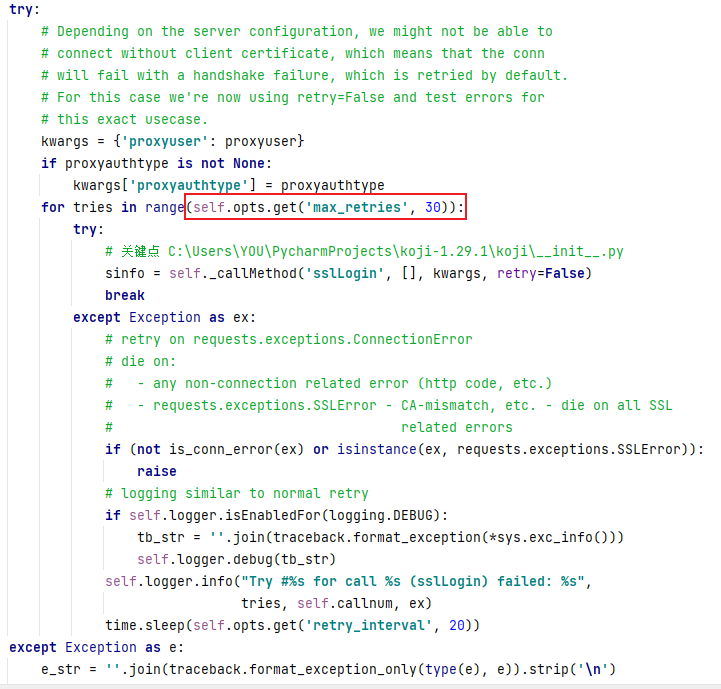 try:
    # Depending on the server configuration, we might not be able to
    # connect without client certificate, which means that the conn
    # will fail with a handshake failure, which is retried by default.
    # For this case we're now using retry=False and test errors for
    # this exact usecase.
    kwargs = {'proxyuser': proxyuser}
    if proxyauthtype is not None:
        kwargs['proxyauthtype'] = proxyauthtype
    for tries in range(self.opts.get('max_retries', 30)):
        try:
            # 关键点 C:\Users\YOU\PycharmProjects\koji-1.29.1\koji\__init__.py
            sinfo = self._callMethod('sslLogin', [], kwargs, retry=False)
            break
        except Exception as ex:
            # retry on requests.exceptions.ConnectionError
            # die on:
            #   - any non-connection related error (http code, etc.)
            #   - requests.exceptions.SSLError - CA-mismatch, etc. - die on all SSL
            #                                    related errors
            if (not is_conn_error(ex) or isinstance(ex, requests.exceptions.SSLError)):
                raise
            # logging similar to normal retry
            if self.logger.isEnabledFor(logging.DEBUG):
                tb_str = ''.join(traceback.format_exception(*sys.exc_info()))
                self.logger.debug(tb_str)
            self.logger.info("Try #%s for call %s (sslLogin) failed: %s",
                             tries, self.callnum, ex)
            time.sleep(self.opts.get('retry_interval', 20))
except Exception as e:
    e_str = ''.join(traceback.format_exception_only(type(e), e)).strip('\n')